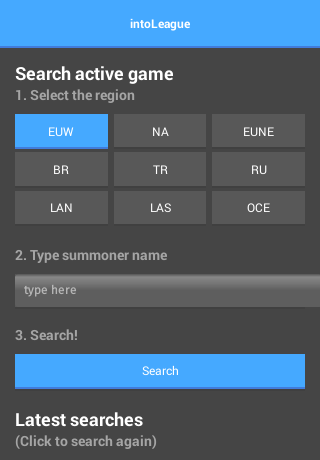 intoLeague
Search active game
1. Select the region
EUW NA EUNE
BR TR RU
LAN LAS OCE
2. Type summoner name
type here
3. Search!
Search
Latest searches
(Click to search again)